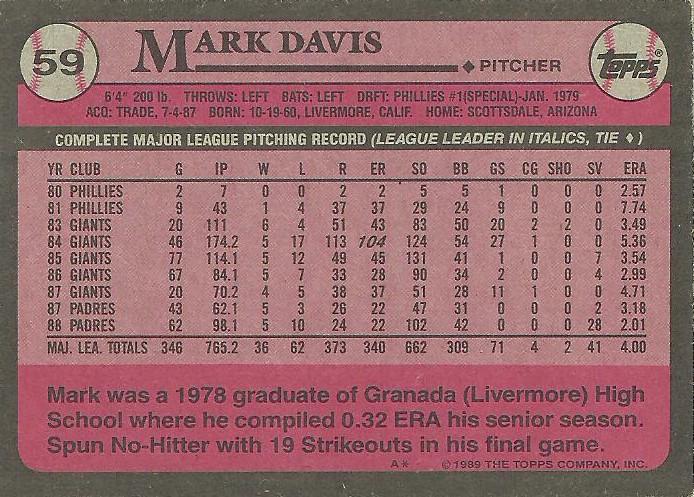 59
MARK DAVIS
◆ PITCHER
TOPPS®
6'4" 200 lb. THROWS: LEFT BATS: LEFT DRFT: PHILLIES #1(SPECIAL)-JAN. 1979
ACQ: TRADE, 7-4-87 BORN: 10-19-60, LIVERMORE, CALIF. HOME: SCOTTSDALE, ARIZONA
COMPLETE MAJOR LEAGUE PITCHING RECORD (LEAGUE LEADER IN ITALICS, TIE ♦)
YR CLUB G IP W L R ER SO BB GS CG SHO SV ERA
80 PHILLIES 2 7 0 0 2 2 5 5 1 0 0 0 2.57
81 PHILLIES 9 43 1 4 37 37 29 24 9 0 0 0 7.74
83 GIANTS 20 111 6 4 51 43 83 50 20 2 2 0 3.49
84 GIANTS 46 174.2 5 17 113 104 124 54 27 1 0 0 5.36
85 GIANTS 77 114.1 5 12 49 45 131 41 1 0 0 7 3.54
86 GIANTS 67 84.1 5 7 33 28 90 34 2 0 0 4 2.99
87 GIANTS 20 70.2 4 5 38 37 51 28 11 1 0 0 4.71
87 PADRES 43 62.1 5 3 26 22 47 31 0 0 0 2 3.18
88 PADRES 62 98.1 5 10 24 22 102 42 0 0 0 28 2.01
MAJ. LEA. TOTALS 346 765.2 36 62 373 340 662 309 71 4 2 41 4.00
Mark was a 1978 graduate of Granada (Livermore) High
School where he compiled 0.32 ERA his senior season.
Spun No-Hitter with 19 Strikeouts in his final game.
A* ©1989 THE TOPPS COMPANY, INC.